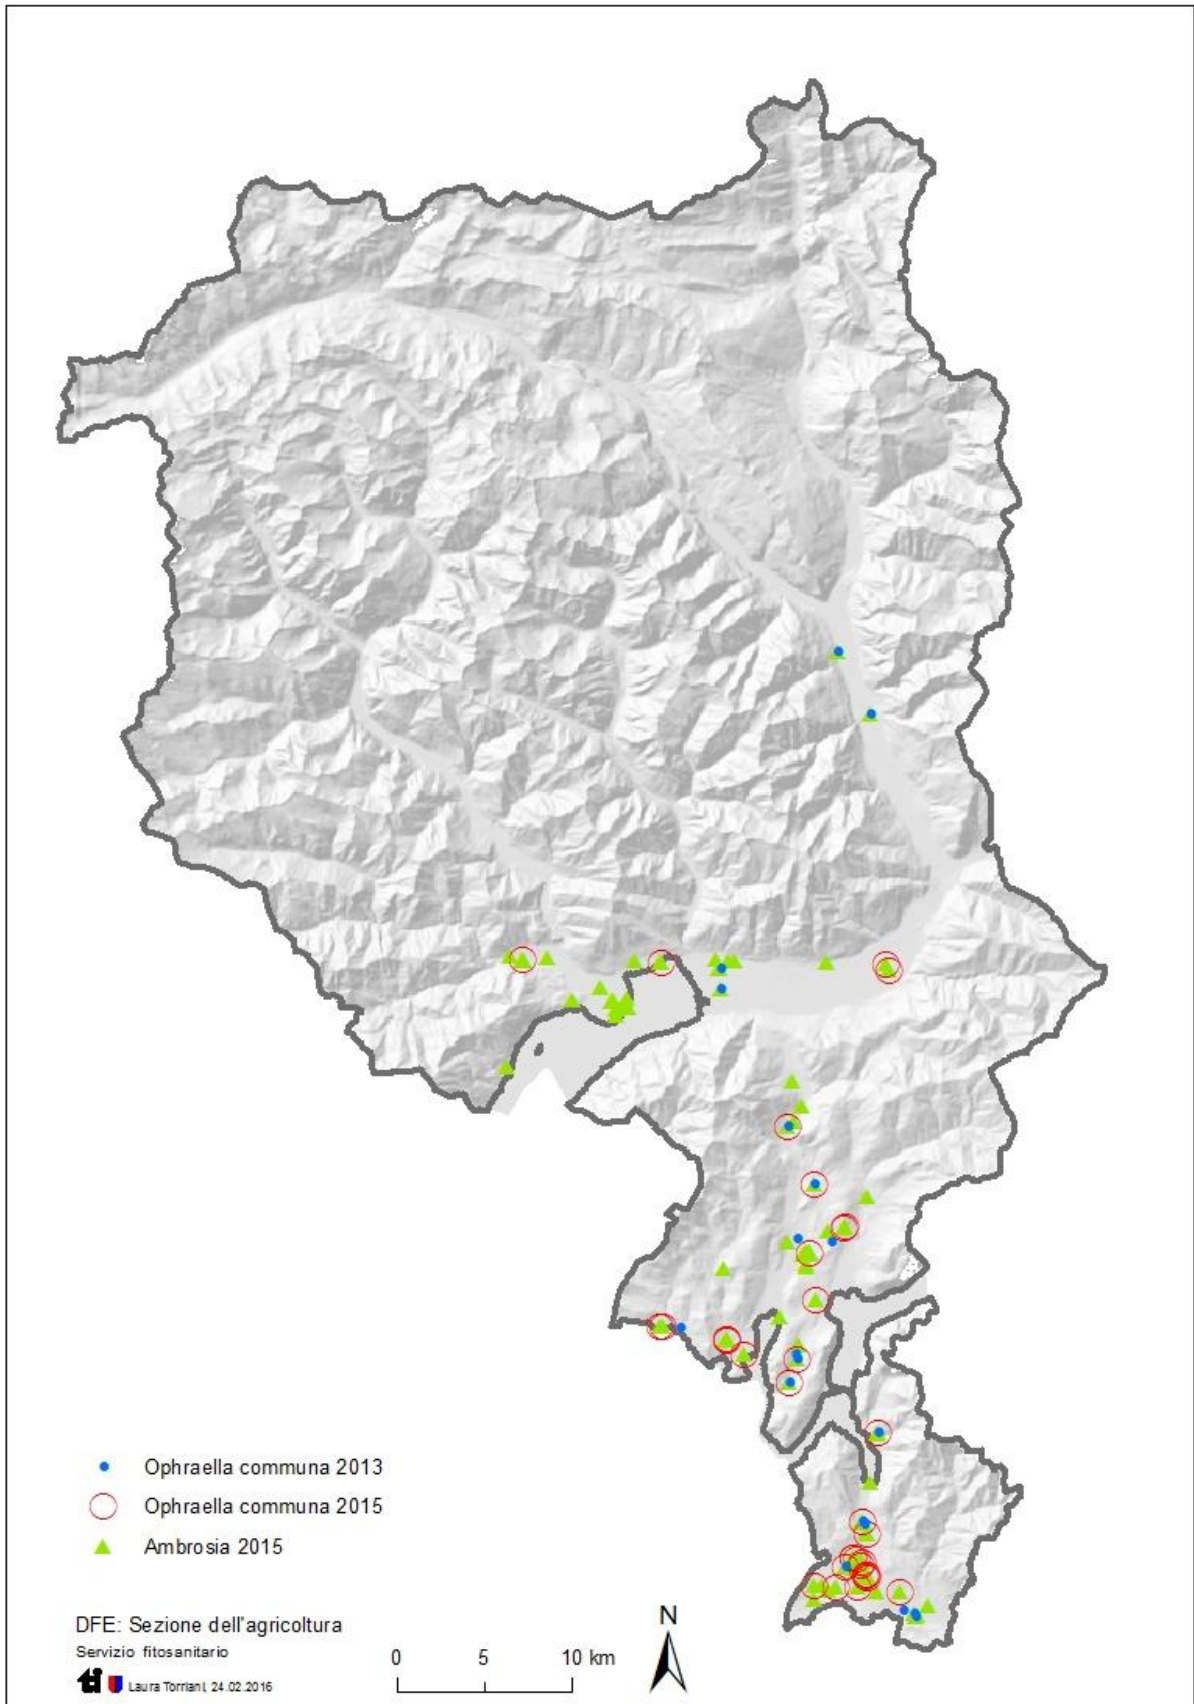 Ophraella communa 2013
Ophraella communa 2015
Ambrosia 2015
DFE: Sezione dell'agricoltura
Servizio fitosanitario
ti Laura Torriani, 24.02.2016
0 5 10 km
N